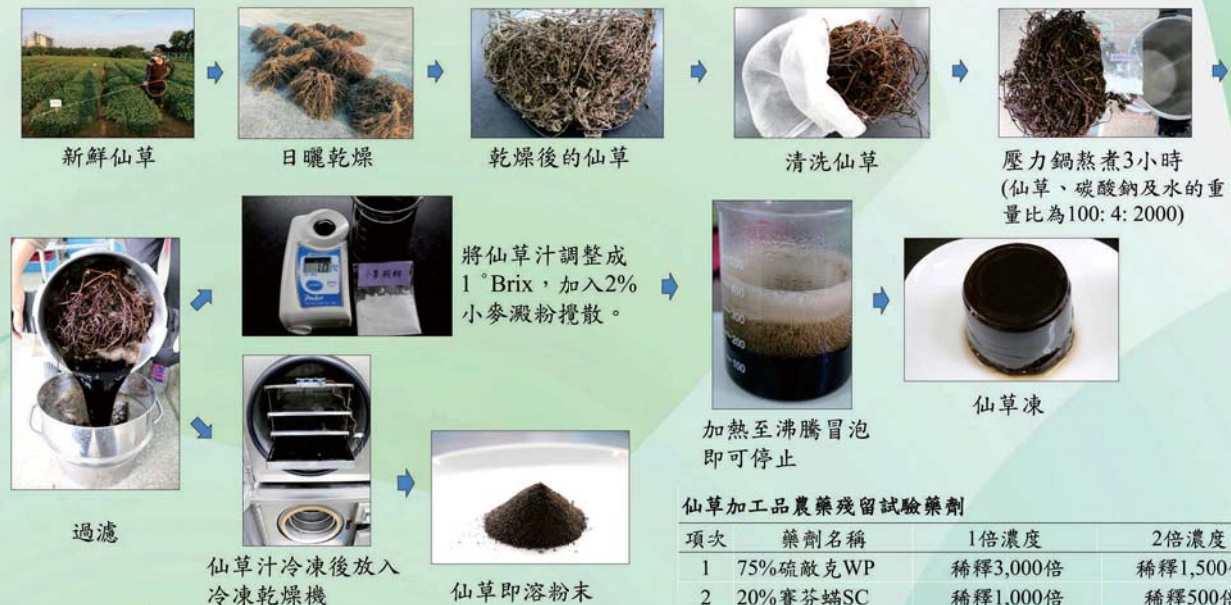 新鮮仙草
日曬乾燥
乾燥後的仙草
清洗仙草
壓力鍋熬煮3小時
(仙草、碳酸鈉及水的重
量比為100: 4: 2000)
過濾
將仙草汁調整成
1 °Brix，加入2%
小麥澱粉攪散。
加熱至沸騰冒泡
即可停止
仙草凍
仙草汁冷凍後放入
冷凍乾燥機
仙草即溶粉末
仙草加工品農藥殘留試驗藥劑
項次 藥劑名稱 1倍濃度 2倍濃度
1 75%硫敵克WP 稀釋3,000倍 稀釋1,500
2 20%賽芬蟎SC 稀釋1,000倍 稀釋500倍